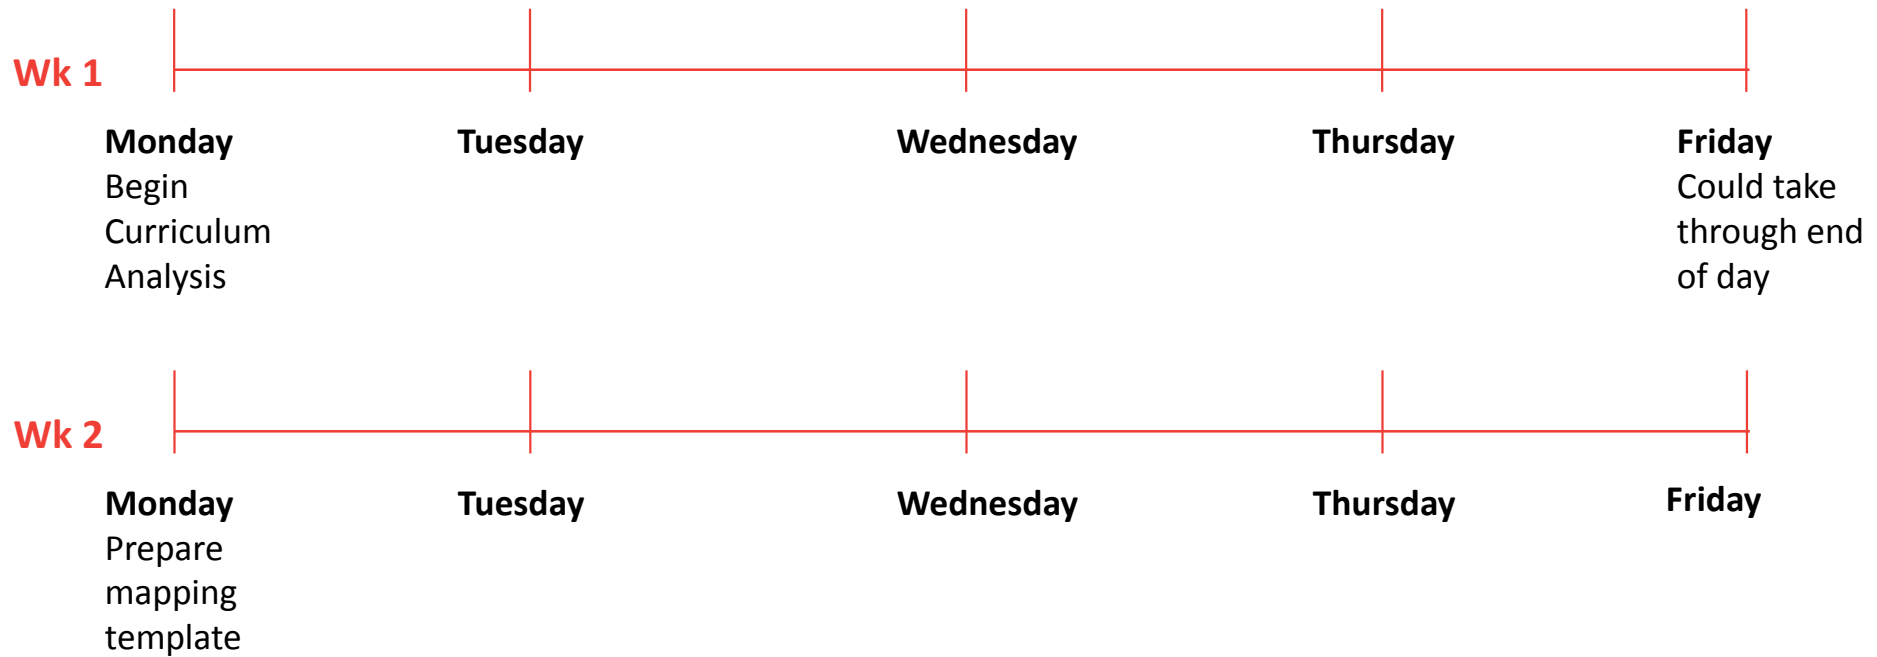 Wk 1
Monday Tuesday Wednesday Thursday Friday
Begin Could take
Curriculum through end
Analysis of day
Wk 2
Monday Tuesday Wednesday Thursday Friday
Prepare
mapping
template